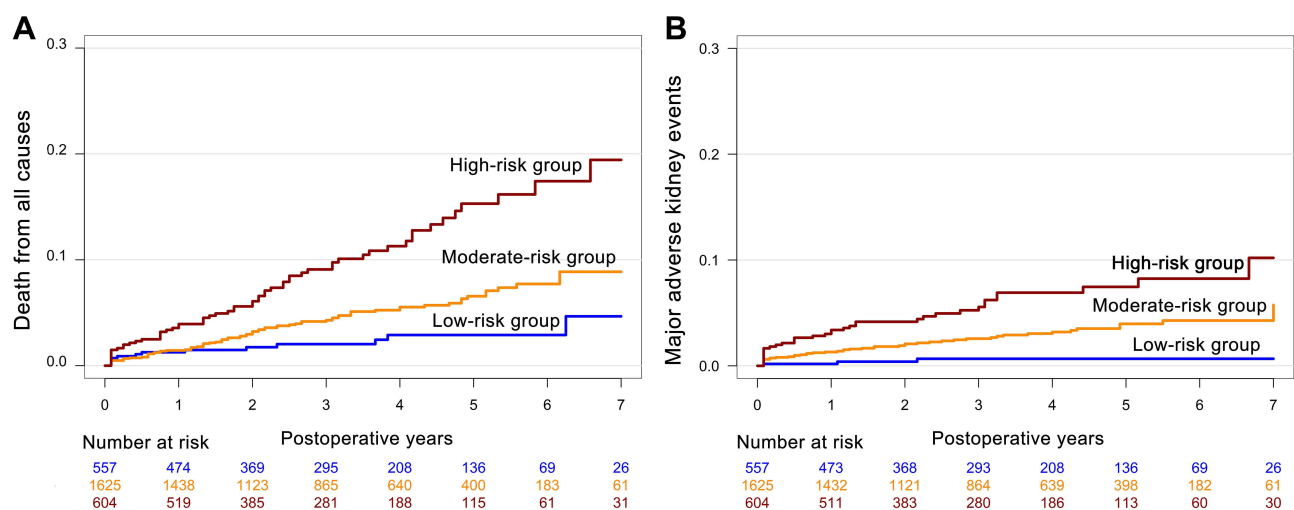 A
Death from all causes
0.3
0.2
0.1
0.0
High-risk group
Moderate-risk group
Low-risk group
0 1 2 3 4 5 6 7
Postoperative years
Number at risk
557 474 369 295 208 136 69 26
1625 1438 1123 865 640 400 183 61
604 519 385 281 188 115 61 31
B
Major adverse kidney events
0.3
0.2
0.1
0.0
High-risk group
Moderate-risk group
Low-risk group
0 1 2 3 4 5 6 7
Postoperative years
Number at risk
557 473 368 293 208 136 69 26
1625 1432 1121 864 639 398 182 61
604 511 383 280 186 113 60 30